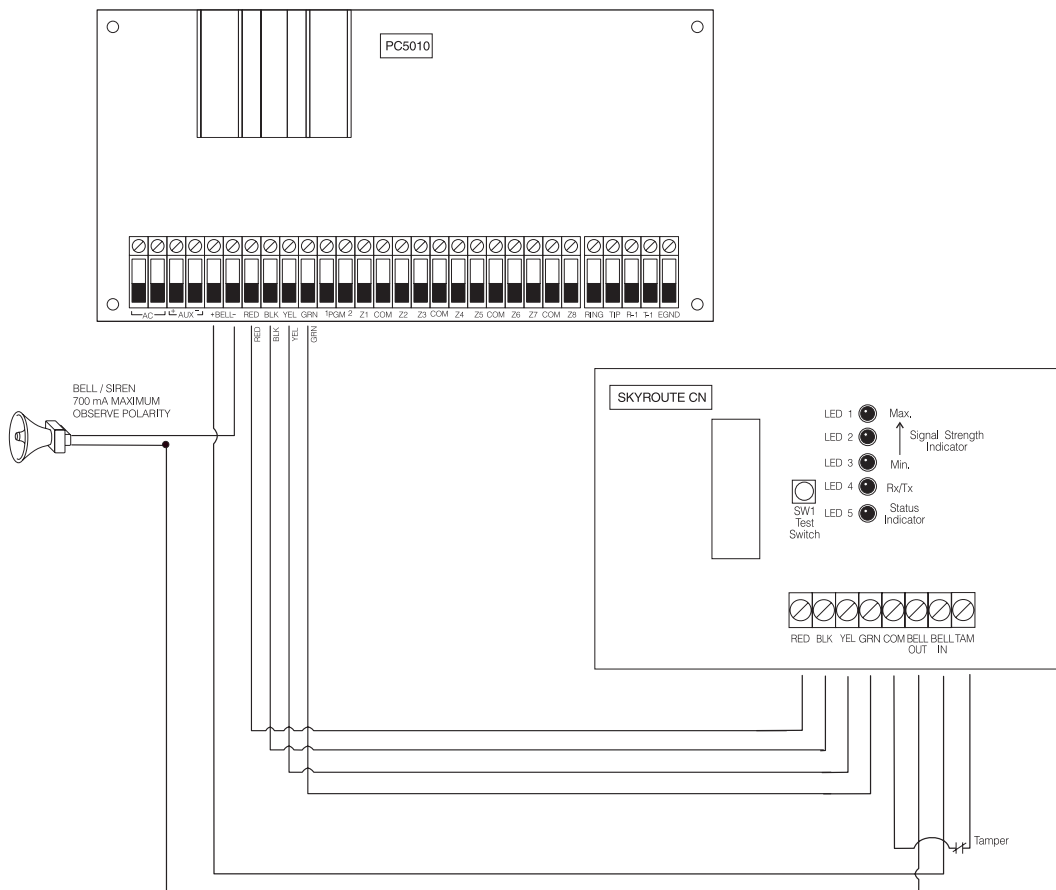 PC5010
AC + AUX - +BELL- RED BLK YEL GRN 1PGM 2 Z1 COM Z2 Z3 COM Z4 Z5 COM Z6 Z7 COM Z8 RING TIP R-1 T-1 EGND
RED
BLK
YEL
GRN
BELL / SIREN
700 mA MAXIMUM
OBSERVE POLARITY
SKYROUTE CN
LED 1 Max.
LED 2 Signal Strength
Indicator
LED 3 Min.
LED 4 Rx/Tx
SW1
Test
Switch
LED 5 Status
Indicator
RED BLK YEL GRN COM BELL
OUT BELL
IN TAM
Tamper